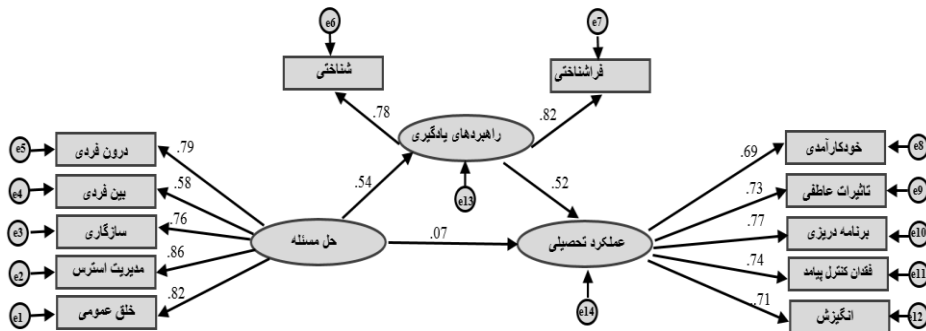 e6
e7
شناختی
فراشناختی
.78
.82
راهبردهای یادگیری
e5
درون فردی
.79
e4
بین فردی
.58
e3
سازگاری
.76
e2
مدیریت استرس
.86
e1
خلق عمومی
.82
.54
e13
.52
حل مسئله
.07
عملکرد تحصیلی
e14
.69
خودکارآمدی
e8
.73
تاثیرات عاطفی
e9
.77
برنامه دریزی
e10
.74
فقدان کنترل پیامد
e11
.71
انگیزش
e12